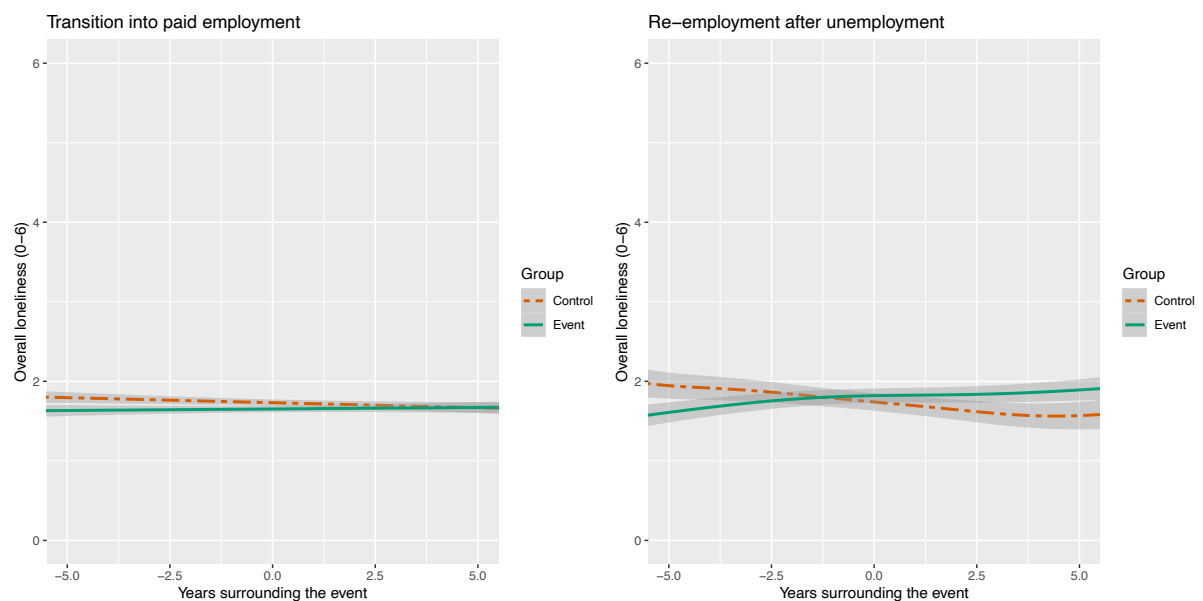 Transition into paid employment
Overall loneliness (0−6)
6
4
2
0
−5.0
−2.5
0.0
2.5
5.0
Years surrounding the event
Group
Control
Event
Re−employment after unemployment
Overall loneliness (0−6)
6
4
2
0
−5.0
−2.5
0.0
2.5
5.0
Years surrounding the event
Group
Control
Event